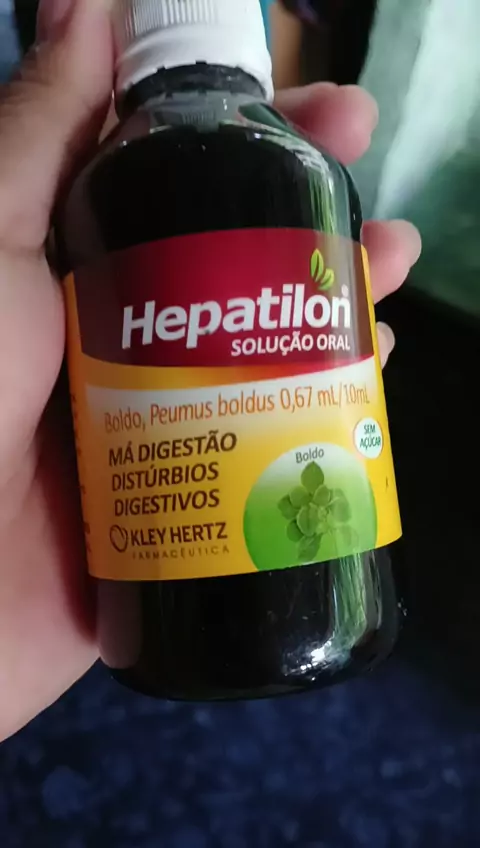 Hepatilon
SOLUÇÃO ORAL
Boldo, Peumus boldus 0,67 mL/10mL
MÁ DIGESTÃO
DISTÚRBIOS
DIGESTIVOS
SEM
AÇÚCAR
Boldo
KLEY HERTZ
FARMACÊUTICA